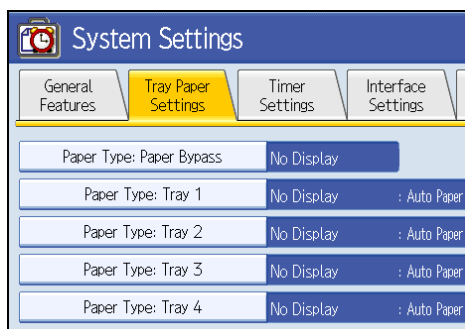 System Settings
General Features
Tray Paper Settings
Timer Settings
Interface Settings
Paper Type: Paper Bypass No Display
Paper Type: Tray 1 No Display : Auto Paper
Paper Type: Tray 2 No Display : Auto Paper
Paper Type: Tray 3 No Display : Auto Paper
Paper Type: Tray 4 No Display : Auto Paper